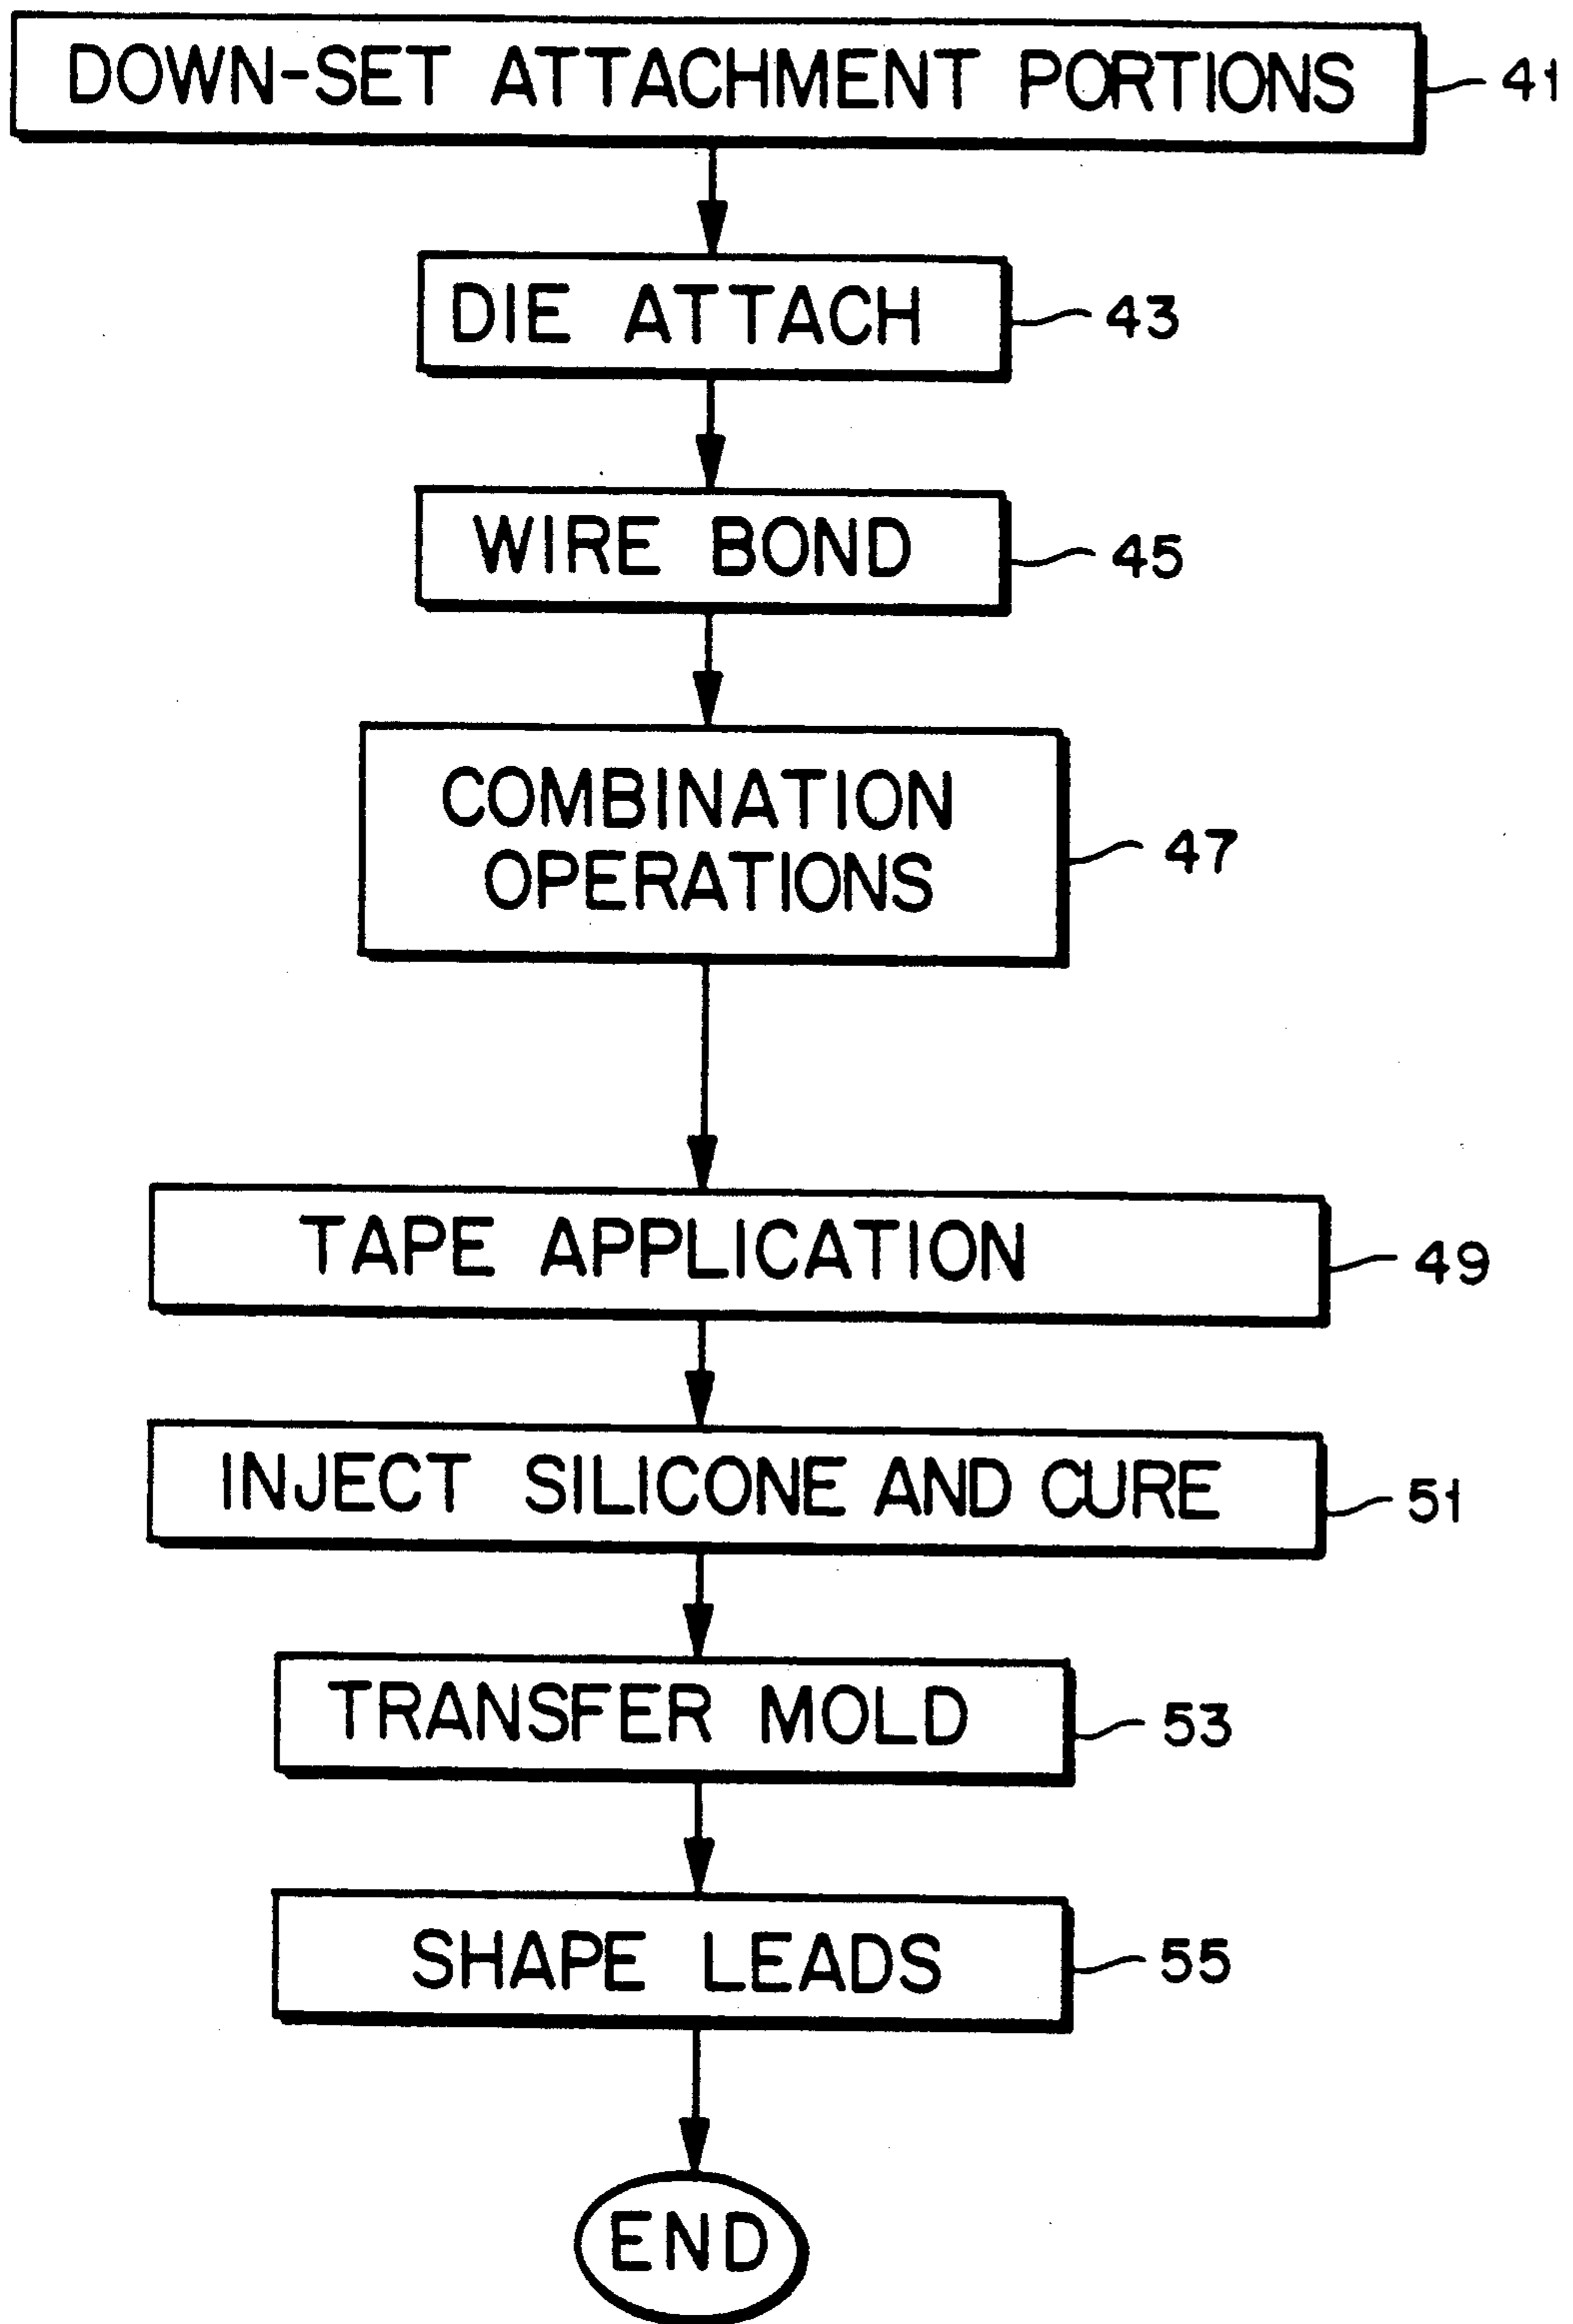 DOWN-SET ATTACHMENT PORTIONS 41
DIE ATTACH 43
WIRE BOND 45
COMBINATION
OPERATIONS 47
TAPE APPLICATION 49
INJECT SILICONE AND CURE 51
TRANSFER MOLD 53
SHAPE LEADS 55
END